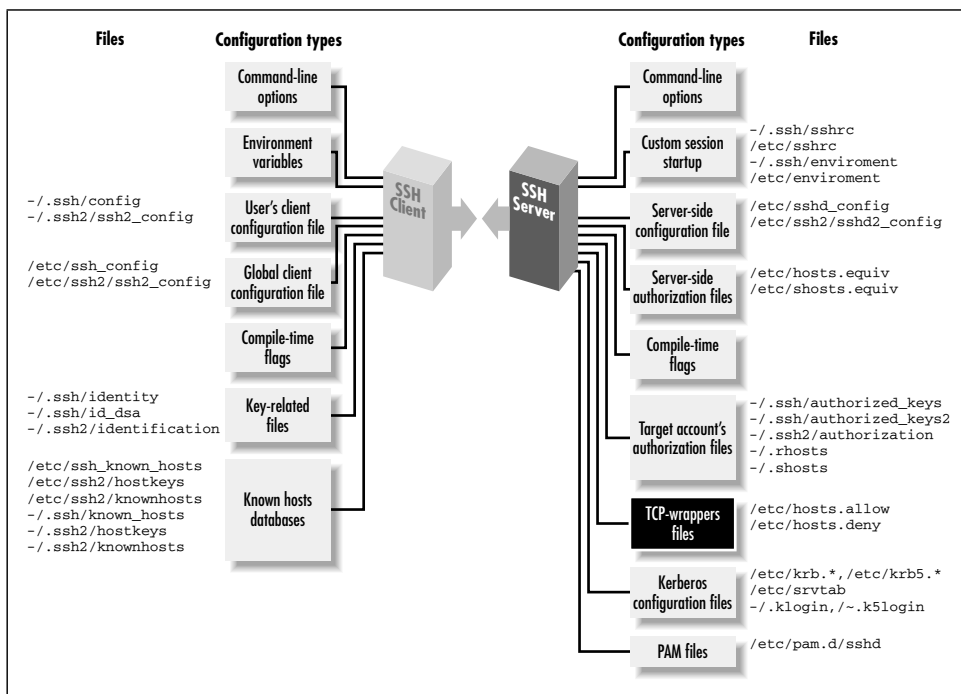 Files
Configuration types
Command-line
options
Environment
variables
-/.ssh/config
-/.ssh2/ssh2_config
User's client
configuration file
/etc/ssh_config
/etc/ssh2/ssh2_config
Global client
configuration file
Compile-time
flags
-/.ssh/identity
-/.ssh/id_dsa
-/.ssh2/identification
Key-related
files
/etc/ssh_known_hosts
/etc/ssh2/hostkeys
/etc/ssh2/knownhosts
-/.ssh/known_hosts
-/.ssh2/hostkeys
-/.ssh2/knownhosts
Known hosts
databases
SSH
Client
SSH
Server
Configuration types
Files
Command-line
options
Custom session
startup
-/.ssh/sshrc
/etc/sshrc
-/.ssh/enviroment
/etc/enviroment
Server-side
configuration file
/etc/sshd_config
/etc/ssh2/sshd2_config
Server-side
authorization files
/etc/hosts.equiv
/etc/shosts.equiv
Compile-time
flags
Target account's
authorization files
-/.ssh/authorized_keys
-/.ssh/authorized_keys2
-/.ssh2/authorization
-/.rhosts
-/.shosts
TCP-wrappers
files
/etc/hosts.allow
/etc/hosts.deny
Kerberos
configuration files
/etc/krb.*,/etc/krb5.*
/etc/srvtab
-/.klogin,/~.k5login
PAM files
/etc/pam.d/sshd